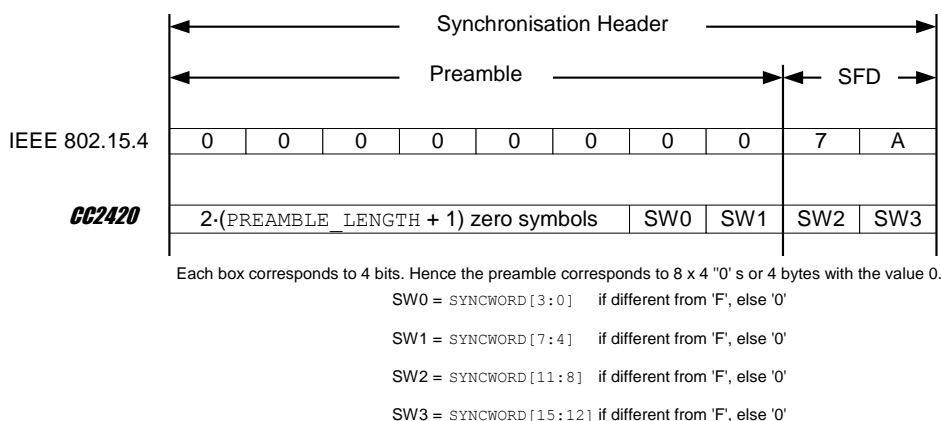 Synchronisation Header
Preamble SFD
IEEE 802.15.4 0 0 0 0 0 0 0 0 7 A
CC2420 2·(PREAMBLE_LENGTH + 1) zero symbols SW0 SW1 SW2 SW3
Each box corresponds to 4 bits. Hence the preamble corresponds to 8 x 4 "0' s or 4 bytes with the value 0.
SW0 = SYNCWORD[3:0] if different from 'F', else '0'
SW1 = SYNCWORD[7:4] if different from 'F', else '0'
SW2 = SYNCWORD[11:8] if different from 'F', else '0'
SW3 = SYNCWORD[15:12] if different from 'F', else '0'